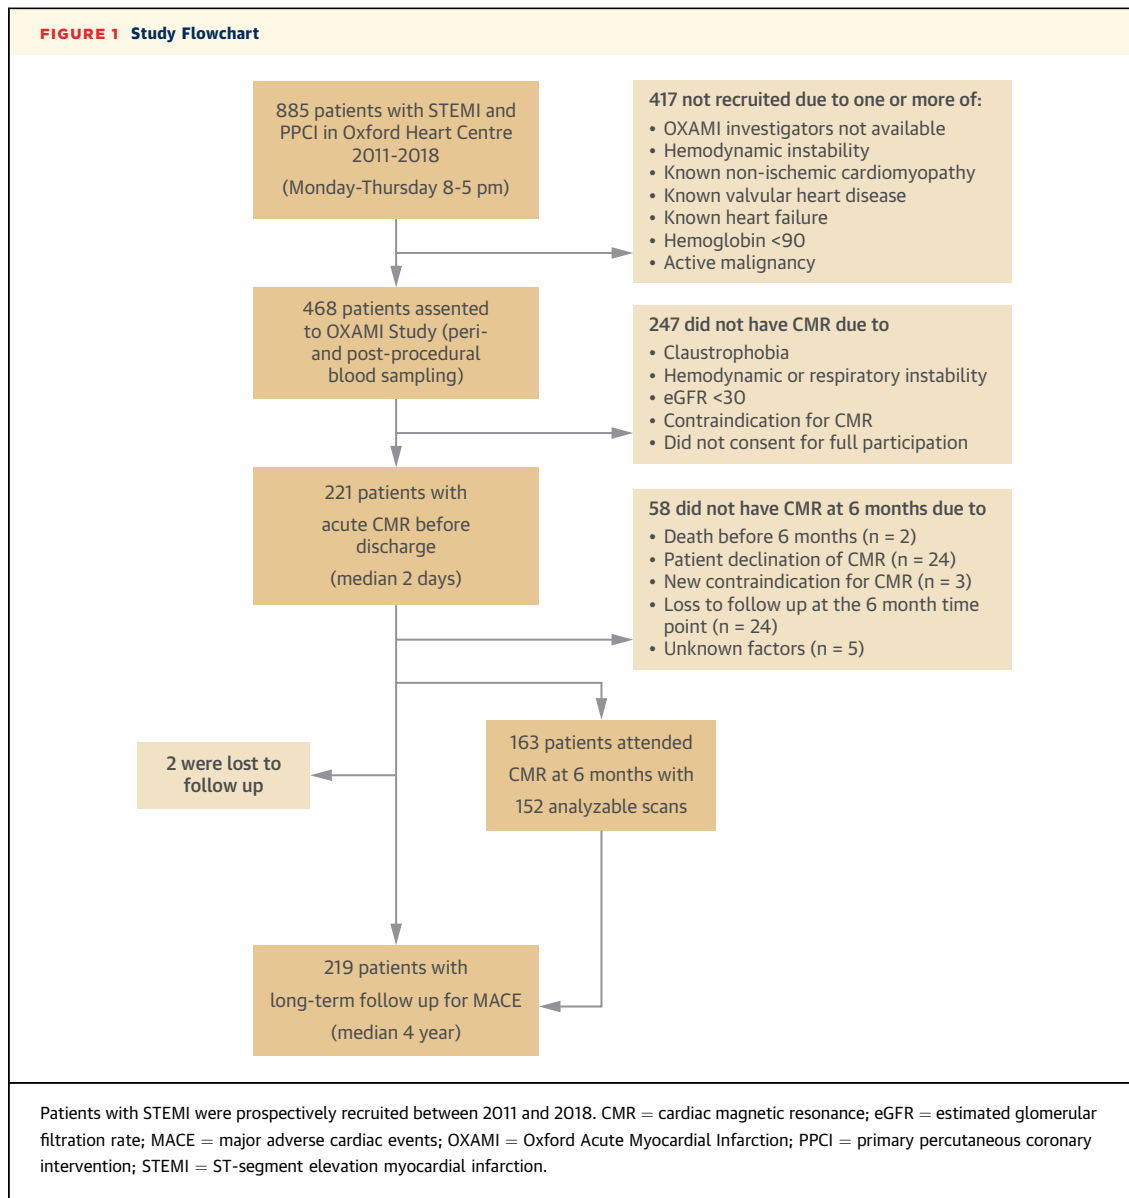 FIGURE 1 Study Flowchart
885 patients with STEMI and
PPCI in Oxford Heart Centre
2011-2018
(Monday-Thursday 8-5 pm)
417 not recruited due to one or more of:
• OXAMI investigators not available
• Hemodynamic instability
• Known non-ischemic cardiomyopathy
• Known valvular heart disease
• Known heart failure
• Hemoglobin <90
• Active malignancy
468 patients assented
to OXAMI Study (peri-
and post-procedural
blood sampling)
247 did not have CMR due to
• Claustrophobia
• Hemodynamic or respiratory instability
• eGFR <30
• Contraindication for CMR
• Did not consent for full participation
221 patients with
acute CMR before
discharge
(median 2 days)
58 did not have CMR at 6 months due to
• Death before 6 months (n = 2)
• Patient declination of CMR (n = 24)
• New contraindication for CMR (n = 3)
• Loss to follow up at the 6 month time
point (n = 24)
• Unknown factors (n = 5)
163 patients attended
CMR at 6 months with
152 analyzable scans
2 were lost to
follow up
219 patients with
long-term follow up for MACE
(median 4 year)
Patients with STEMI were prospectively recruited between 2011 and 2018. CMR = cardiac magnetic resonance; eGFR = estimated glomerular
filtration rate; MACE = major adverse cardiac events; OXAMI = Oxford Acute Myocardial Infarction; PPCI = primary percutaneous coronary
intervention; STEMI = ST-segment elevation myocardial infarction.